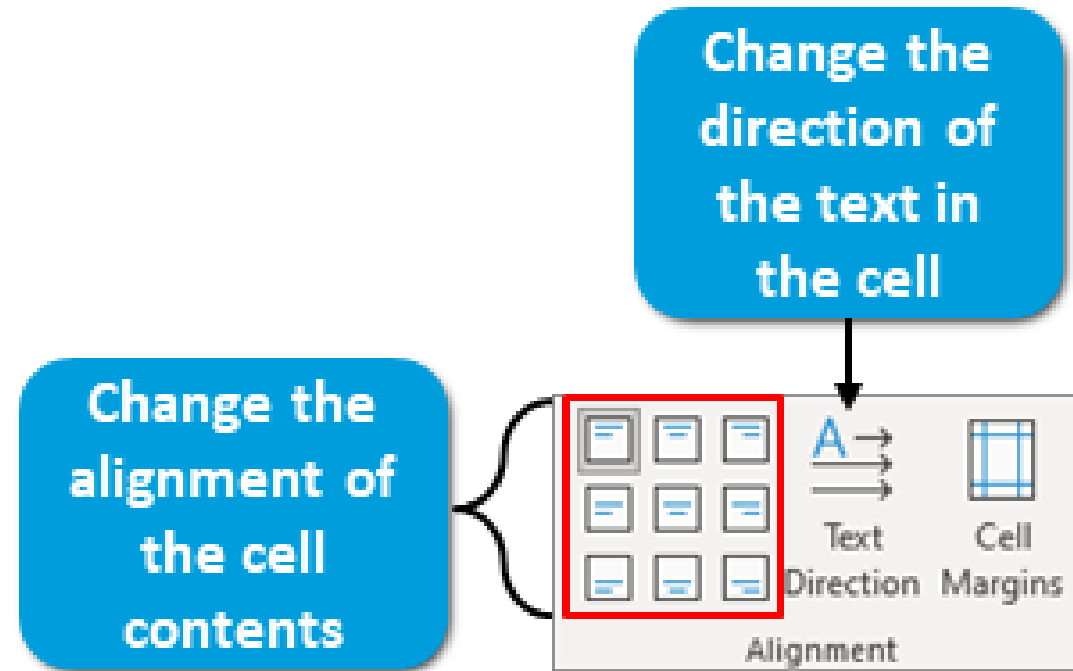 Change the
direction of
the text in
the cell
Change the
alignment of
the cell
contents
A
Text
Direction
Cell
Margins
Alignment